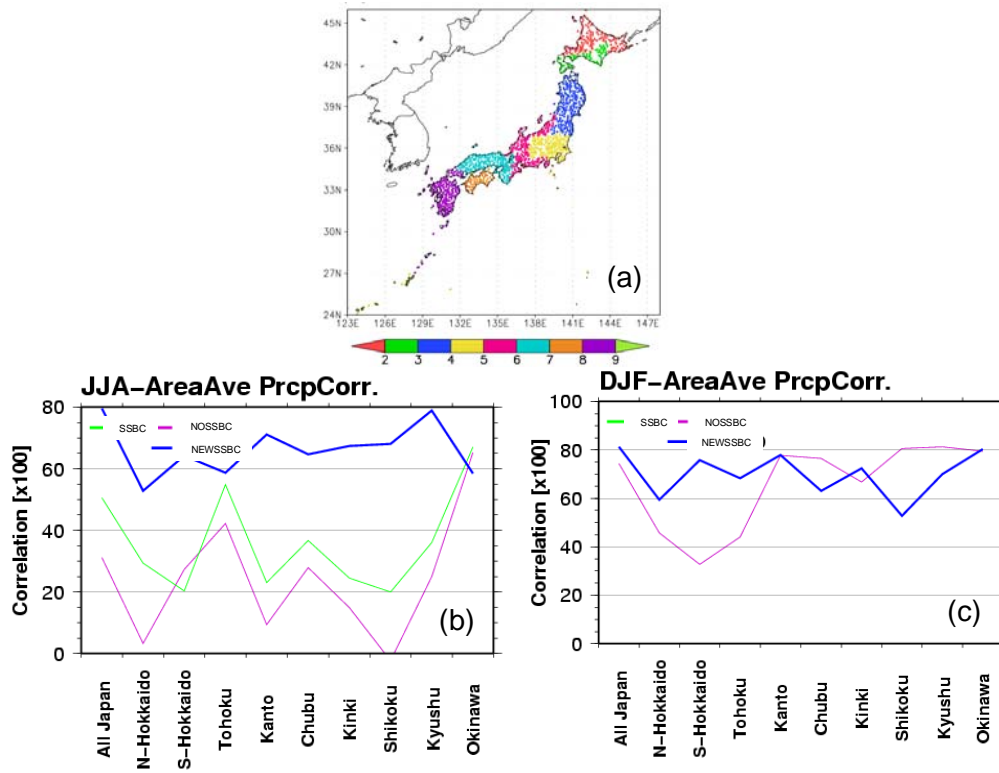 45N
42N
39N
36N
33N
30N
27N
24N
(a)
123E 126E 129E 132E 135E 138E 141E 144E 147E
2 3 4 5 6 7 8 9
JJA-AreaAve PrcpCorr.
80
60
40
20
0
Correlation [x100]
SSBC NOSSBC
NEWSSBC
(b)
All Japan
N-Hokkaido
S-Hokkaido
Tohoku
Kanto
Chubu
Kinki
Shikoku
Kyushu
Okinawa
DJF-AreaAve PrcpCorr.
100
80
60
40
20
0
Correlation [x100]
SSBC NOSSBC
NEWSSBC )
(c)
All Japan
N-Hokkaido
S-Hokkaido
Tohoku
Kanto
Chubu
Kinki
Shikoku
Kyushu
Okinawa